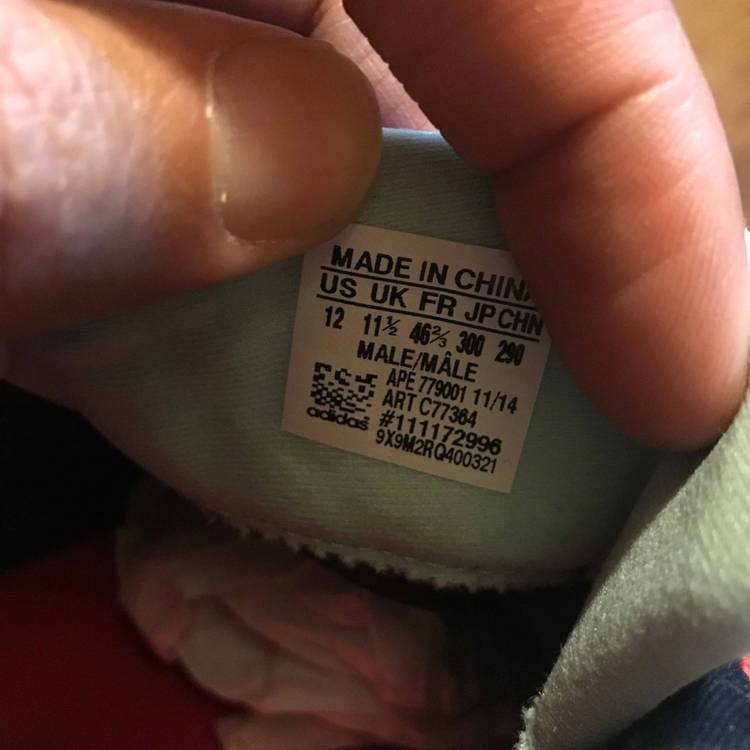 MADE IN CHINA
US UK FR JP CHN
12 11½ 46⅔ 300 290
MALE/MÂLE
APE 779001 11/14
ART C77364
#111172996
9X9M2RQ400321
adidas